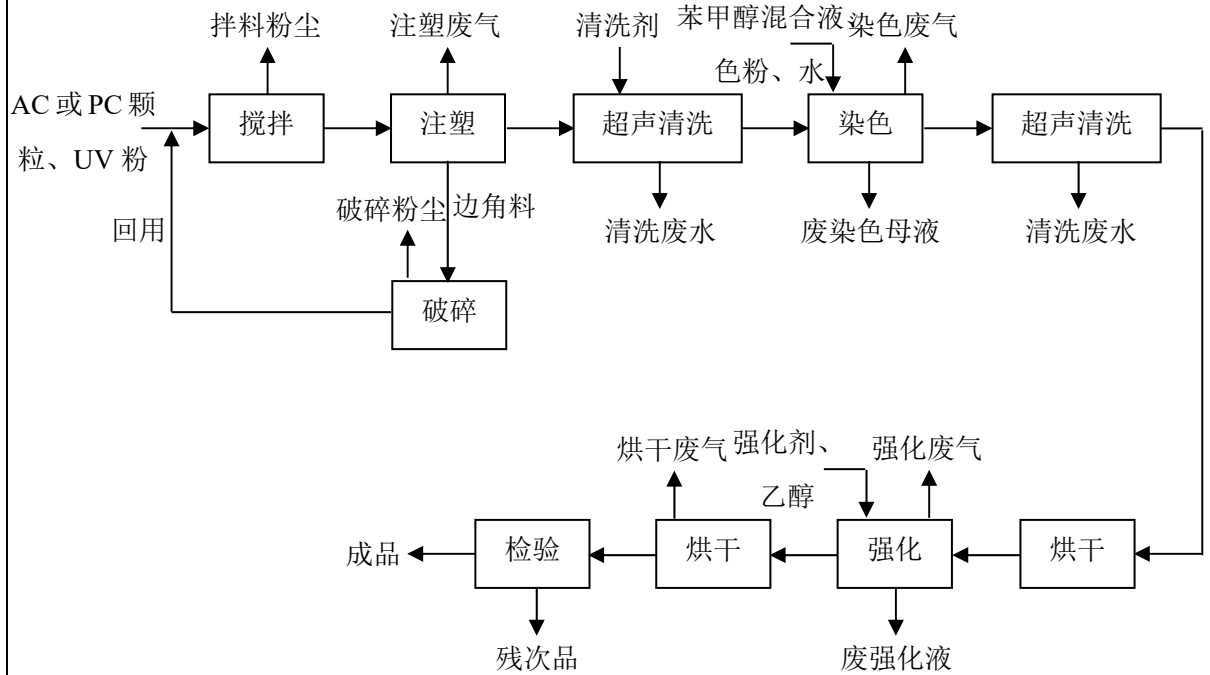 拌料粉尘
注塑废气
清洗剂
苯甲醇混合液、
色粉、水
染色废气
AC 或 PC 颗
粒、UV 粉
搅拌
注塑
超声清洗
染色
超声清洗
回用
破碎粉尘
边角料
清洗废水
废染色母液
清洗废水
破碎
烘干废气
强化剂、
乙醇
强化废气
成品
检验
烘干
强化
烘干
残次品
废强化液